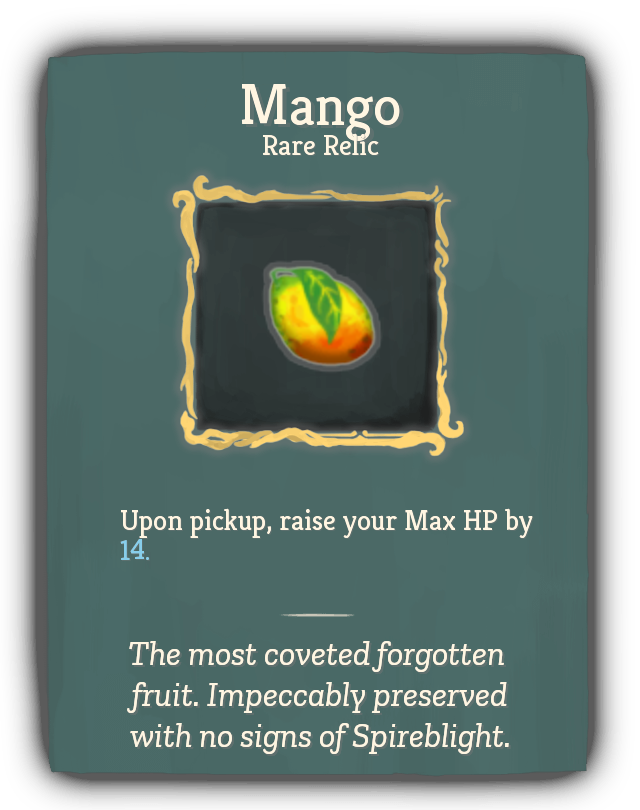 Mango
Rare Relic
Upon pickup, raise your Max HP by
14.
The most coveted forgotten
fruit. Impeccably preserved
with no signs of Spireblight.